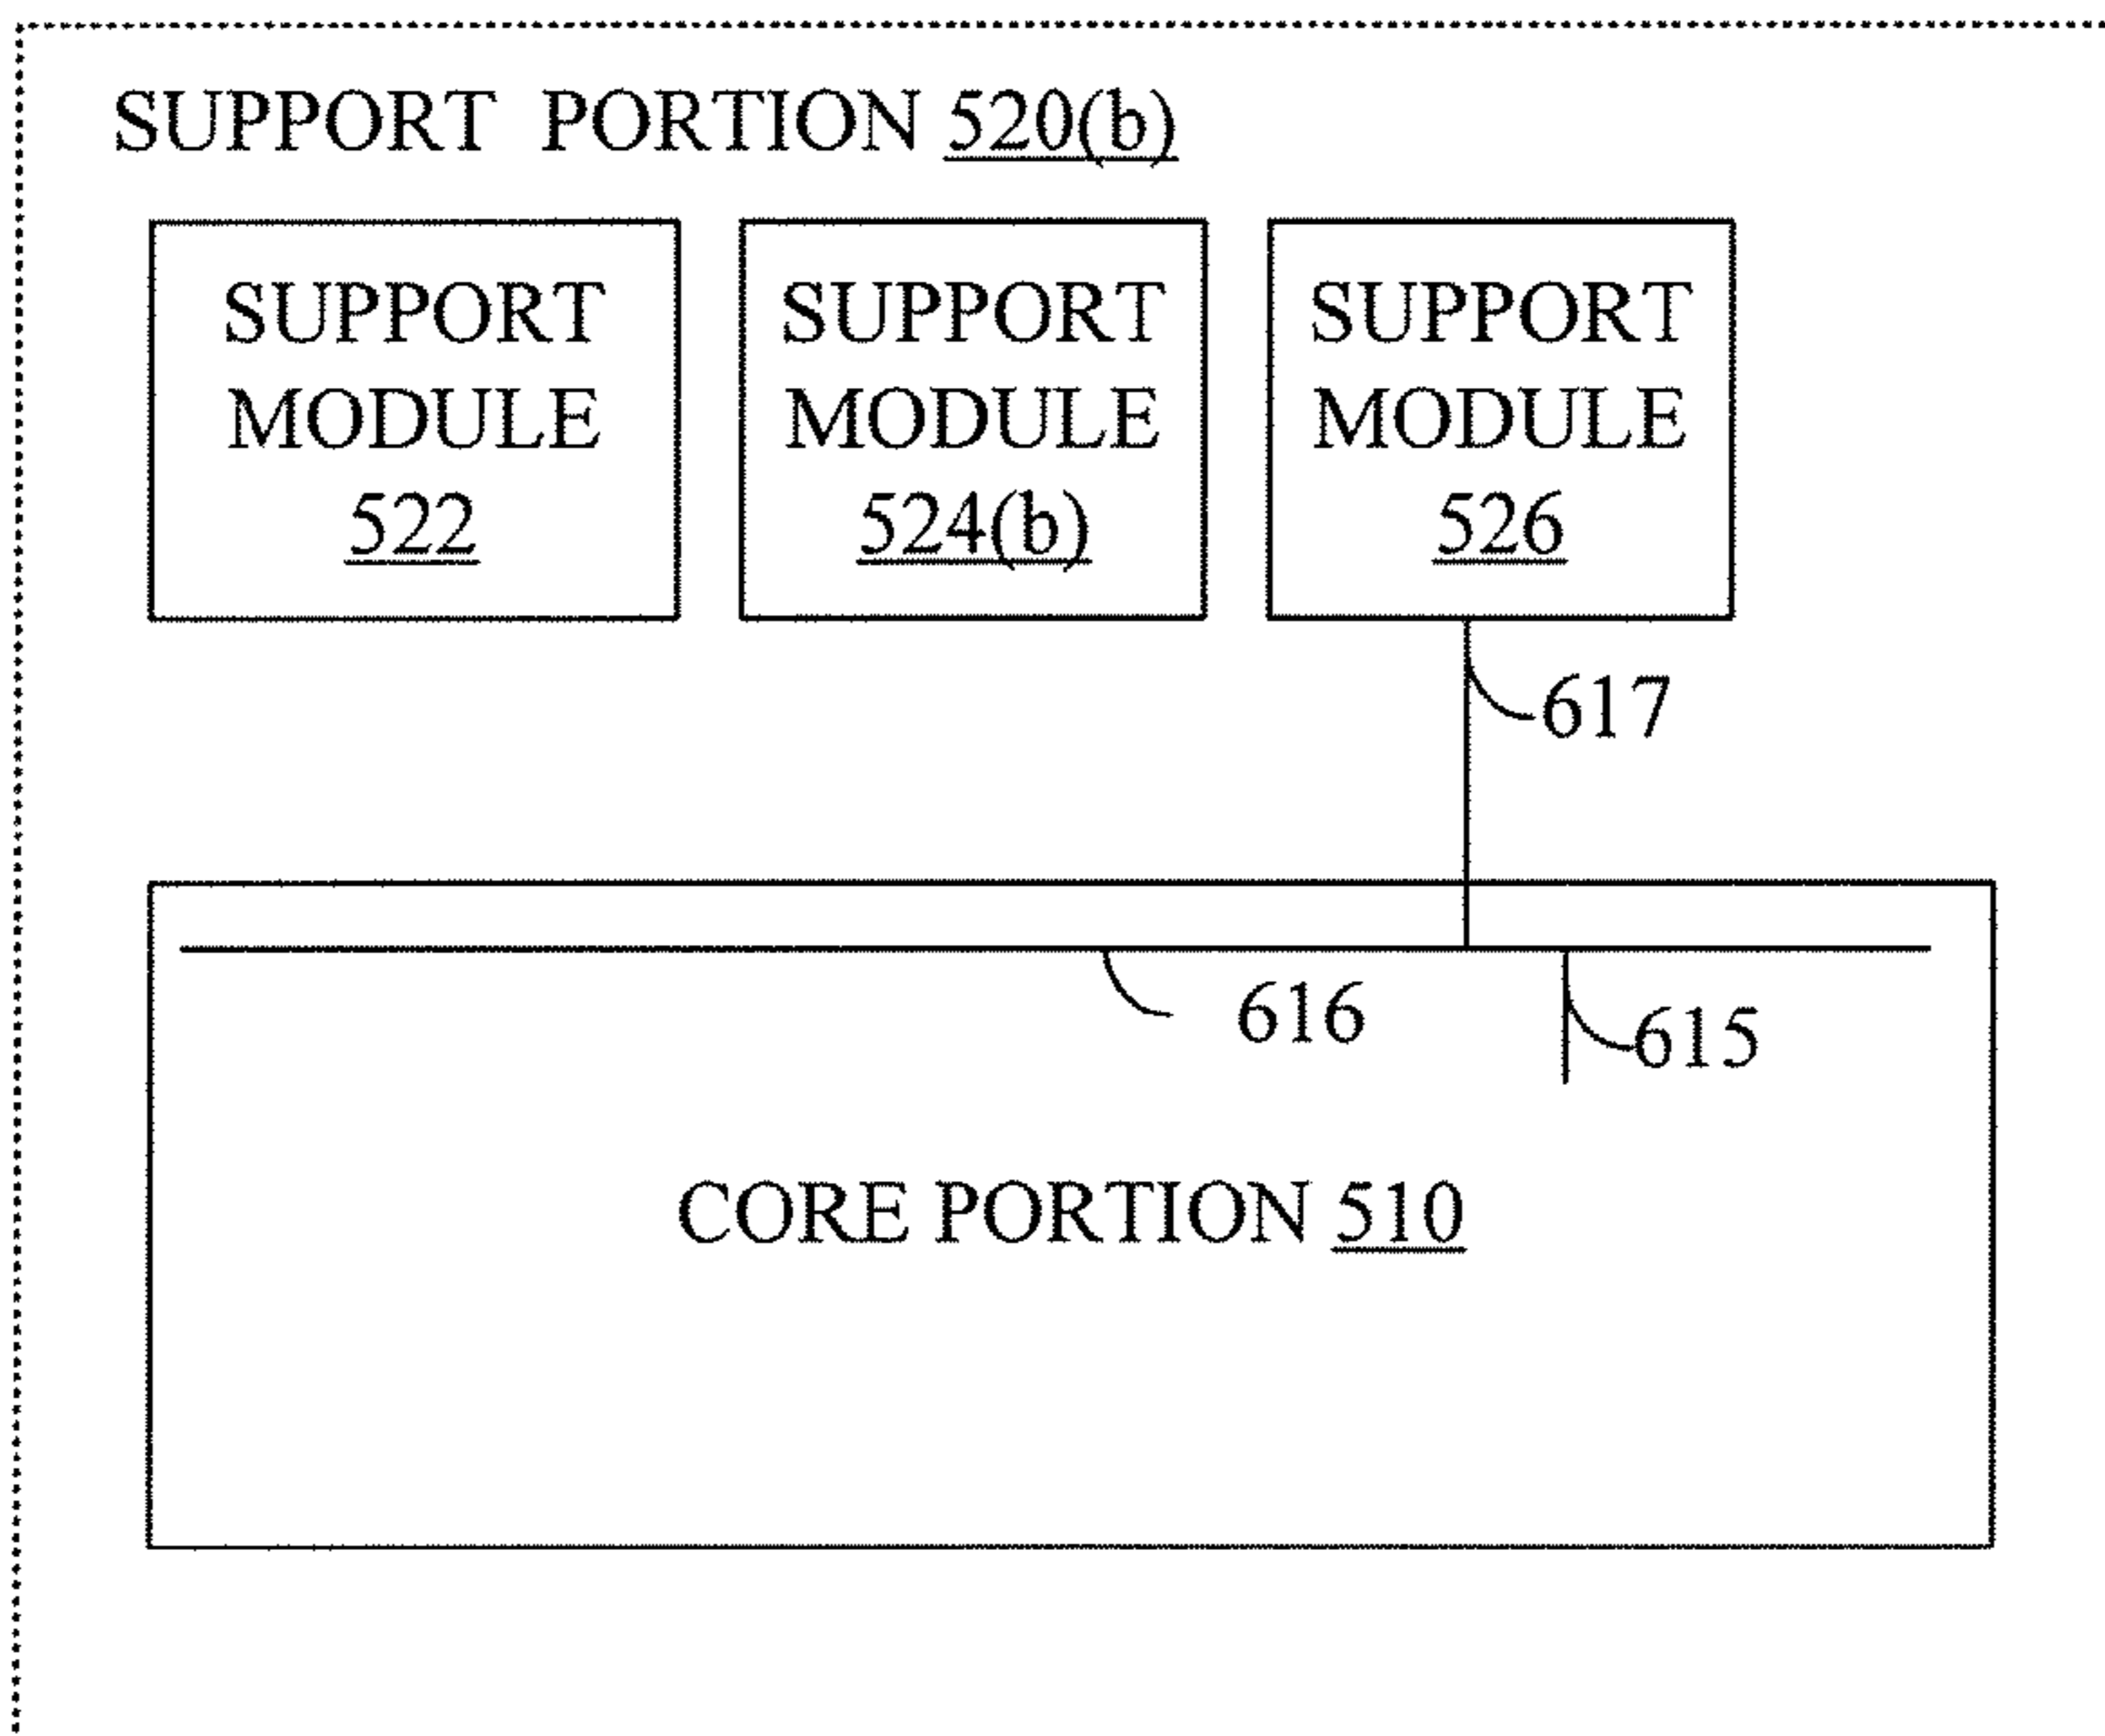 SUPPORT PORTION 520(b)
SUPPORT
MODULE
522
SUPPORT
MODULE
524(b)
SUPPORT
MODULE
526
617
616
615
CORE PORTION 510